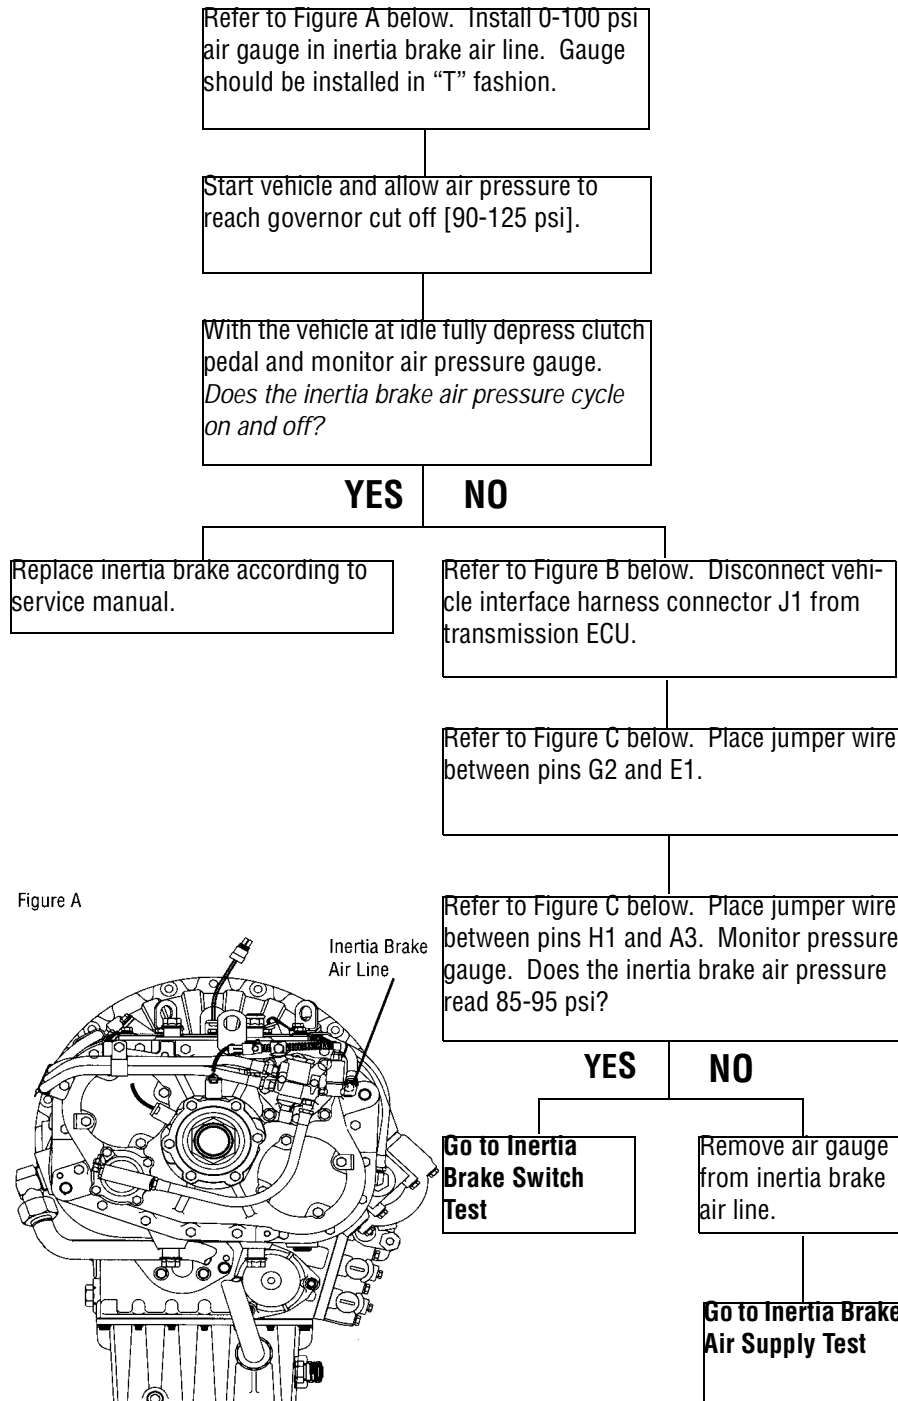 Refer to Figure A below.  Install 0-100 psi
air gauge in inertia brake air line.  Gauge
should be installed in “T” fashion.
Start vehicle and allow air pressure to
reach governor cut off [90-125 psi].
With the vehicle at idle fully depress clutch
pedal and monitor air pressure gauge.
Does the inertia brake air pressure cycle
on and off?
YES
NO
Replace inertia brake according to
service manual.
Refer to Figure B below.  Disconnect vehi-
cle interface harness connector J1 from
transmission ECU.
Refer to Figure C below.  Place jumper wire
between pins G2 and E1.
Refer to Figure C below.  Place jumper wire
between pins H1 and A3.  Monitor pressure
gauge.  Does the inertia brake air pressure
read 85-95 psi?
YES
NO
Go to Inertia
Brake Switch
Test
Remove air gauge
from inertia brake
air line.
Go to Inertia Brake
Air Supply Test
Figure A
Inertia Brake
Air Line